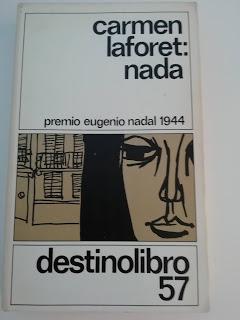 carmen
laforet:
nada
premio eugenio nadal 1944
destinolibro
57